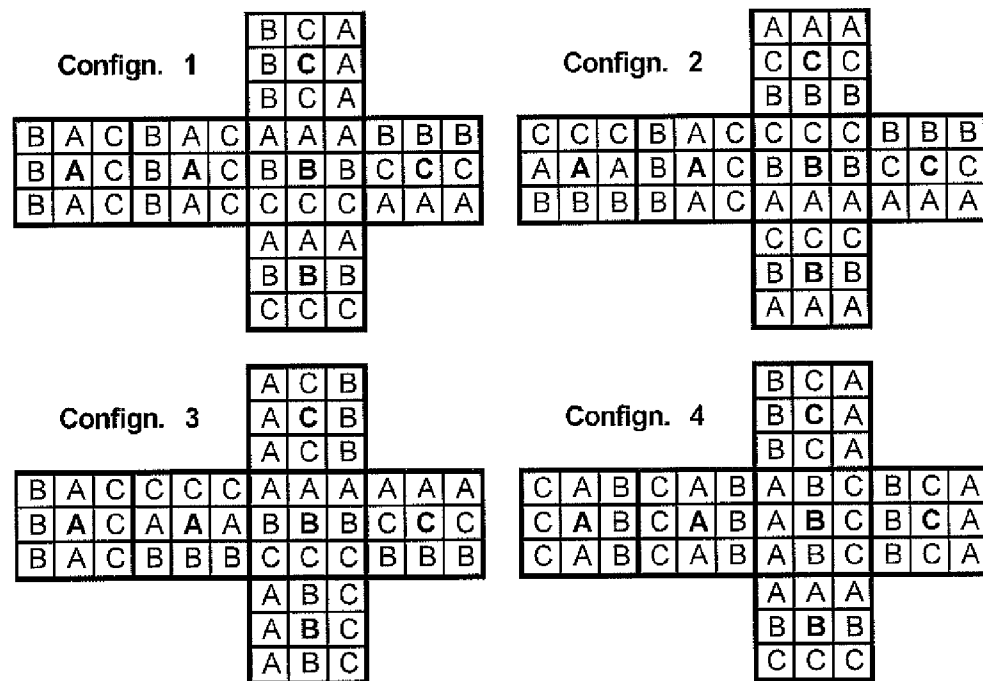 Confign. 1
B C A
B C A
B C A
B A C B A C A A A B B B
B A C B A C B B B C C C
B A C B A C C C C A A A
A A A
B B B
C C C
Confign. 2
A A A
C C C
B B B
C C C B A C C C C B B B
A A A B A C B B B C C C
B B B B A C A A A A A A
C C C
B B B
A A A
Confign. 3
A C B
A C B
A C B
B A C C C C A A A A A A
B A C A A A B B B C C C
B A C B B B C C C B B B
A B C
A B C
A B C
Confign. 4
B C A
B C A
B C A
C A B C A B A B C B C A
C A B C A B A B C B C A
C A B C A B A B C B C A
A A A
B B B
C C C